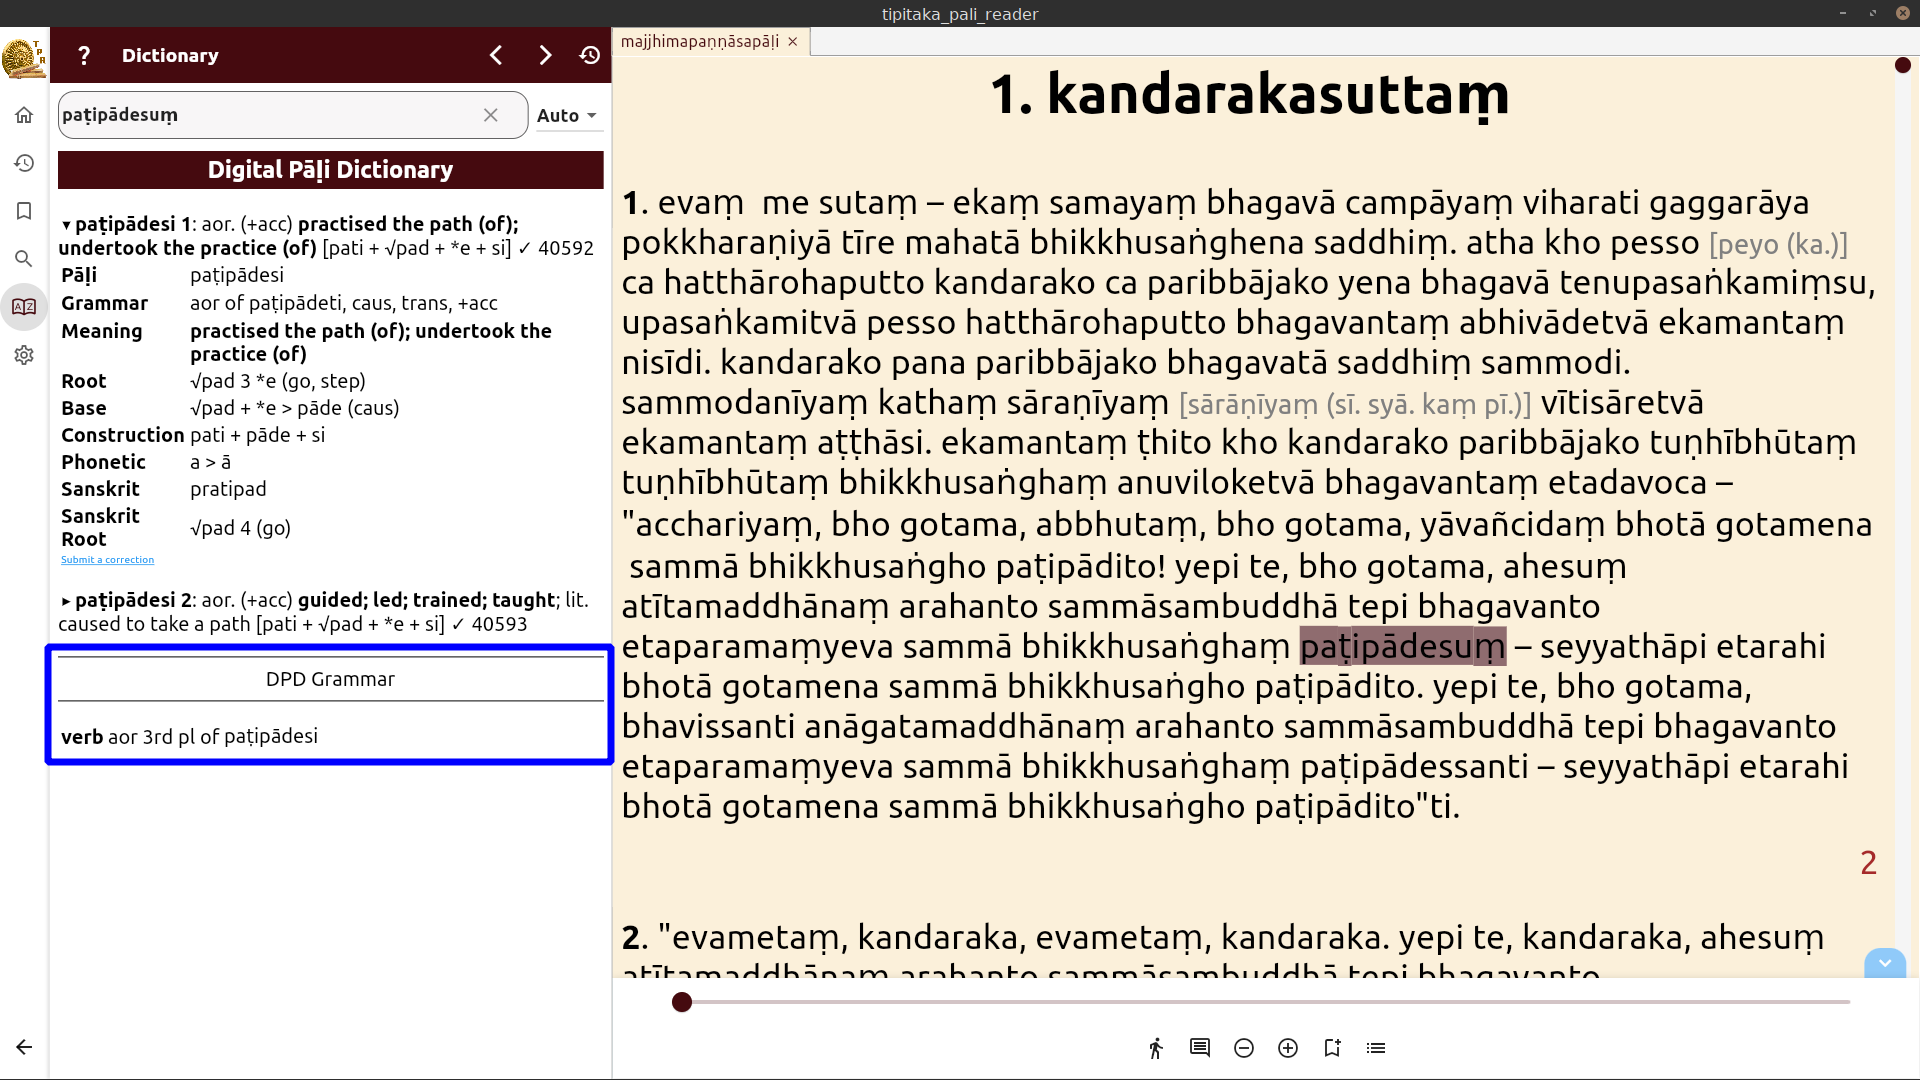 tipitaka_pali_reader
TPR
? Dictionary
paṭipādesuṃ
Auto
Digital Pāḷi Dictionary
▾ paṭipādesi 1: aor. (+acc) practised the path (of);
undertook the practice (of) [pati + √pad + *e + si] ✓ 40592
Pāḷi paṭipādesi
Grammar aor of paṭipādeti, caus, trans, +acc
Meaning practised the path (of); undertook the
practice (of)
Root √pad 3 *e (go, step)
Base √pad + *e > pāde (caus)
Construction pati + pāde + si
Phonetic a > ā
Sanskrit pratipad
Sanskrit
Root √pad 4 (go)
Submit a correction
▸ paṭipādesi 2: aor. (+acc) guided; led; trained; taught; lit.
caused to take a path [pati + √pad + *e + si] ✓ 40593
DPD Grammar
verb aor 3rd pl of paṭipādesi
majjhimapaṇṇāsapāḷi
1. kandarakasuttaṃ
1. evaṃ me sutaṃ – ekaṃ samayaṃ bhagavā campāyaṃ viharati gaggarāya
pokkharaṇiyā tīre mahatā bhikkhusaṅghena saddhiṃ. atha kho pesso [peyo (ka.)]
ca hatthārohaputto kandarako ca paribbājako yena bhagavā tenupasaṅkamiṃsu,
upasaṅkamitvā pesso hatthārohaputto bhagavantaṃ abhivādetvā ekamantaṃ
nisīdi. kandarako pana paribbājako bhagavatā saddhiṃ sammodi.
sammodanīyaṃ kathaṃ sāraṇīyaṃ [sārāṇīyaṃ (sī. syā. kaṃ pī.)] vītisāretvā
ekamantaṃ aṭṭhāsi. ekamantaṃ ṭhito kho kandarako paribbājako tuṇhībhūtaṃ
tuṇhībhūtaṃ bhikkhusaṅghaṃ anuviloketvā bhagavantaṃ etadavoca –
"acchariyaṃ, bho gotama, abbhutaṃ, bho gotama, yāvañcidaṃ bhotā gotamena
sammā bhikkhusaṅgho paṭipādito! yepi te, bho gotama, ahesuṃ
atītamaddhānaṃ arahanto sammāsambuddhā tepi bhagavanto
etaparamaṃyeva sammā bhikkhusaṅghaṃ paṭipādesuṃ – seyyathāpi etarahi
bhotā gotamena sammā bhikkhusaṅgho paṭipādito. yepi te, bho gotama,
bhavissanti anāgatamaddhānaṃ arahanto sammāsambuddhā tepi bhagavanto
etaparamaṃyeva sammā bhikkhusaṅghaṃ paṭipādessanti – seyyathāpi etarahi
bhotā gotamena sammā bhikkhusaṅgho paṭipādito"ti.
2
2. "evametaṃ, kandaraka, evametaṃ, kandaraka. yepi te, kandaraka, ahesuṃ
atītamaddhānaṃ arahanto sammāsambuddhā tepi bhagavanto